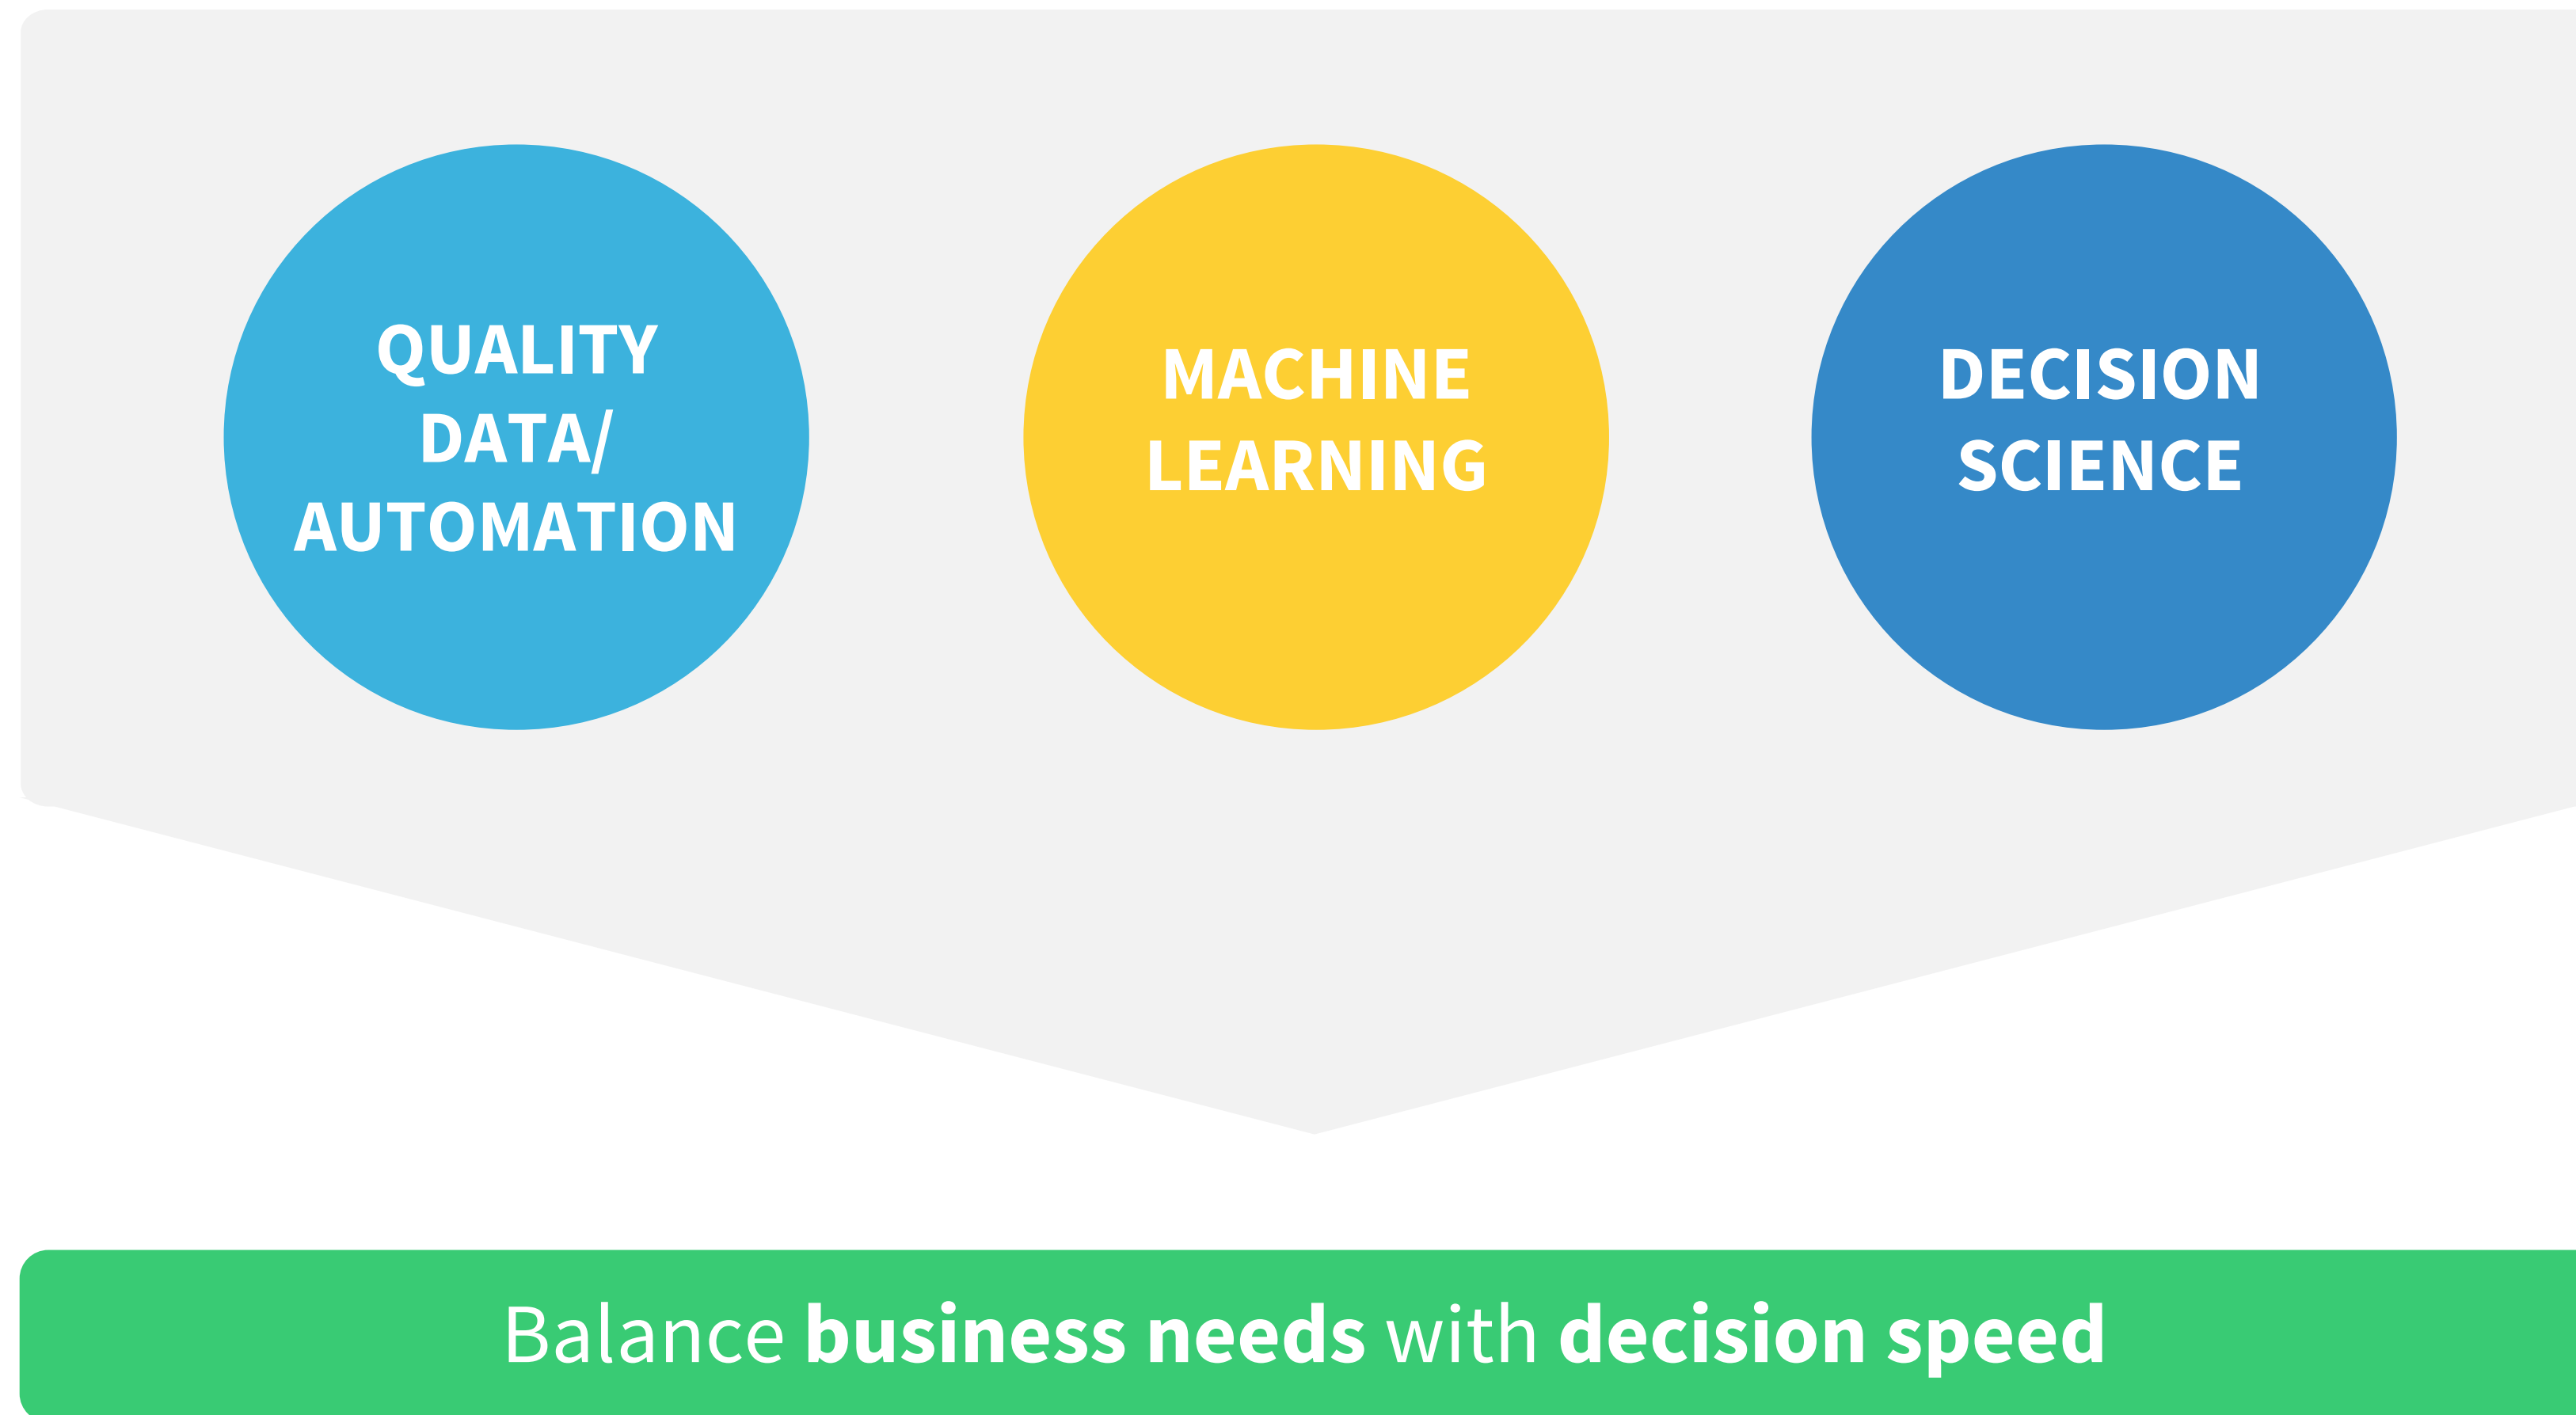 QUALITY
DATA/
AUTOMATION
MACHINE
LEARNING
DECISION
SCIENCE
Balance business needs with decision speed